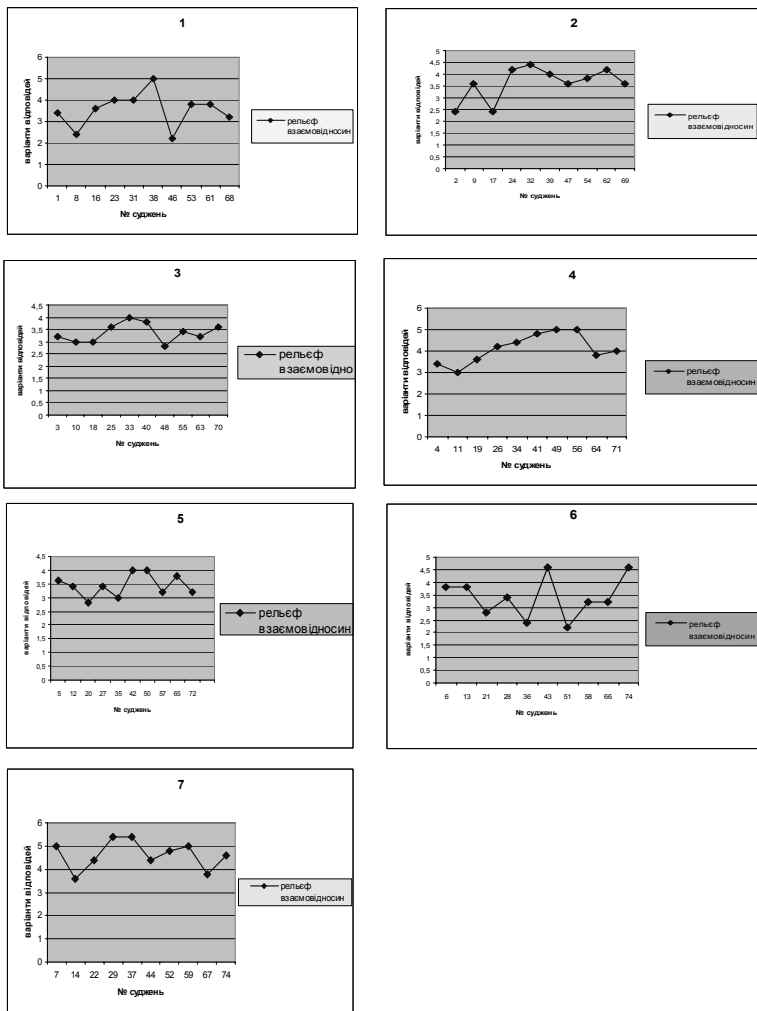 1
варіанти відповідей
6
5
4
3
2
1
0
1 8 16 23 31 38 46 53 61 68
№ суджень
рельєф
взаємовідносин
2
варіанти відповідей
5
4,5
4
3,5
3
2,5
2
1,5
1
0,5
0
2 9 17 24 32 39 47 54 62 69
№ суджень
рельєф
взаємовідносин
3
варіанти відповідей
4,5
4
3,5
3
2,5
2
1,5
1
0,5
0
3 10 18 25 33 40 48 55 63 70
№ суджень
рельєф
взаємовідно
4
варіанти відповідей
6
5
4
3
2
1
0
4 11 19 26 34 41 49 56 64 71
№ суджень
рельєф
взаємовідносин
5
варіанти відповідей
4,5
4
3,5
3
2,5
2
1,5
1
0,5
0
5 12 20 27 35 42 50 57 65 72
№ суджень
рельєф
взаємовідносин
6
варіанти відповідей
5
4,5
4
3,5
3
2,5
2
1,5
1
0,5
0
6 13 21 28 36 43 51 58 66 74
№ суджень
рельєф
взаємовідносин
7
варіанти відповідей
6
5
4
3
2
1
0
7 14 22 29 37 44 52 59 67 74
№ суджень
рельєф
взаємовідносин